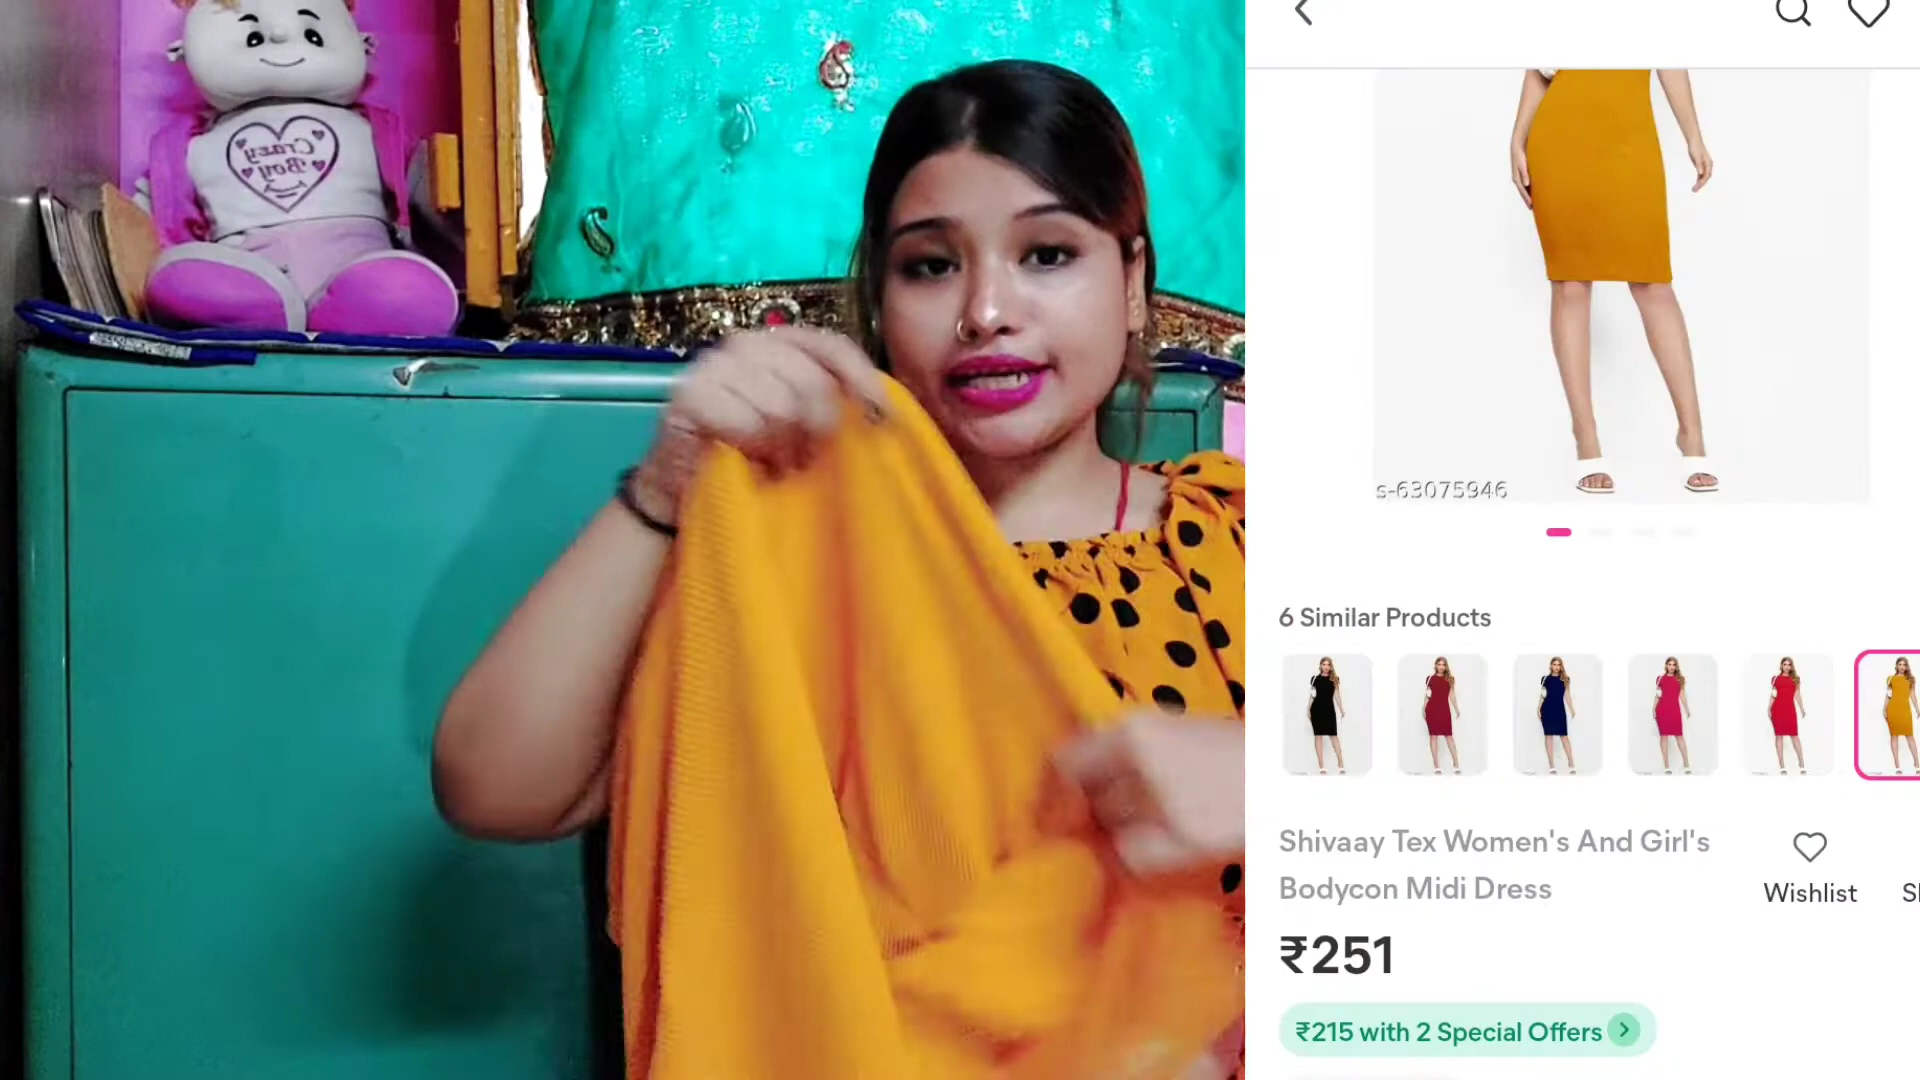 Crazy
Boy
s-63075946
6 Similar Products
Shivaay Tex Women's And Girl's
Bodycon Midi Dress
Wishlist
₹251
₹215 with 2 Special Offers